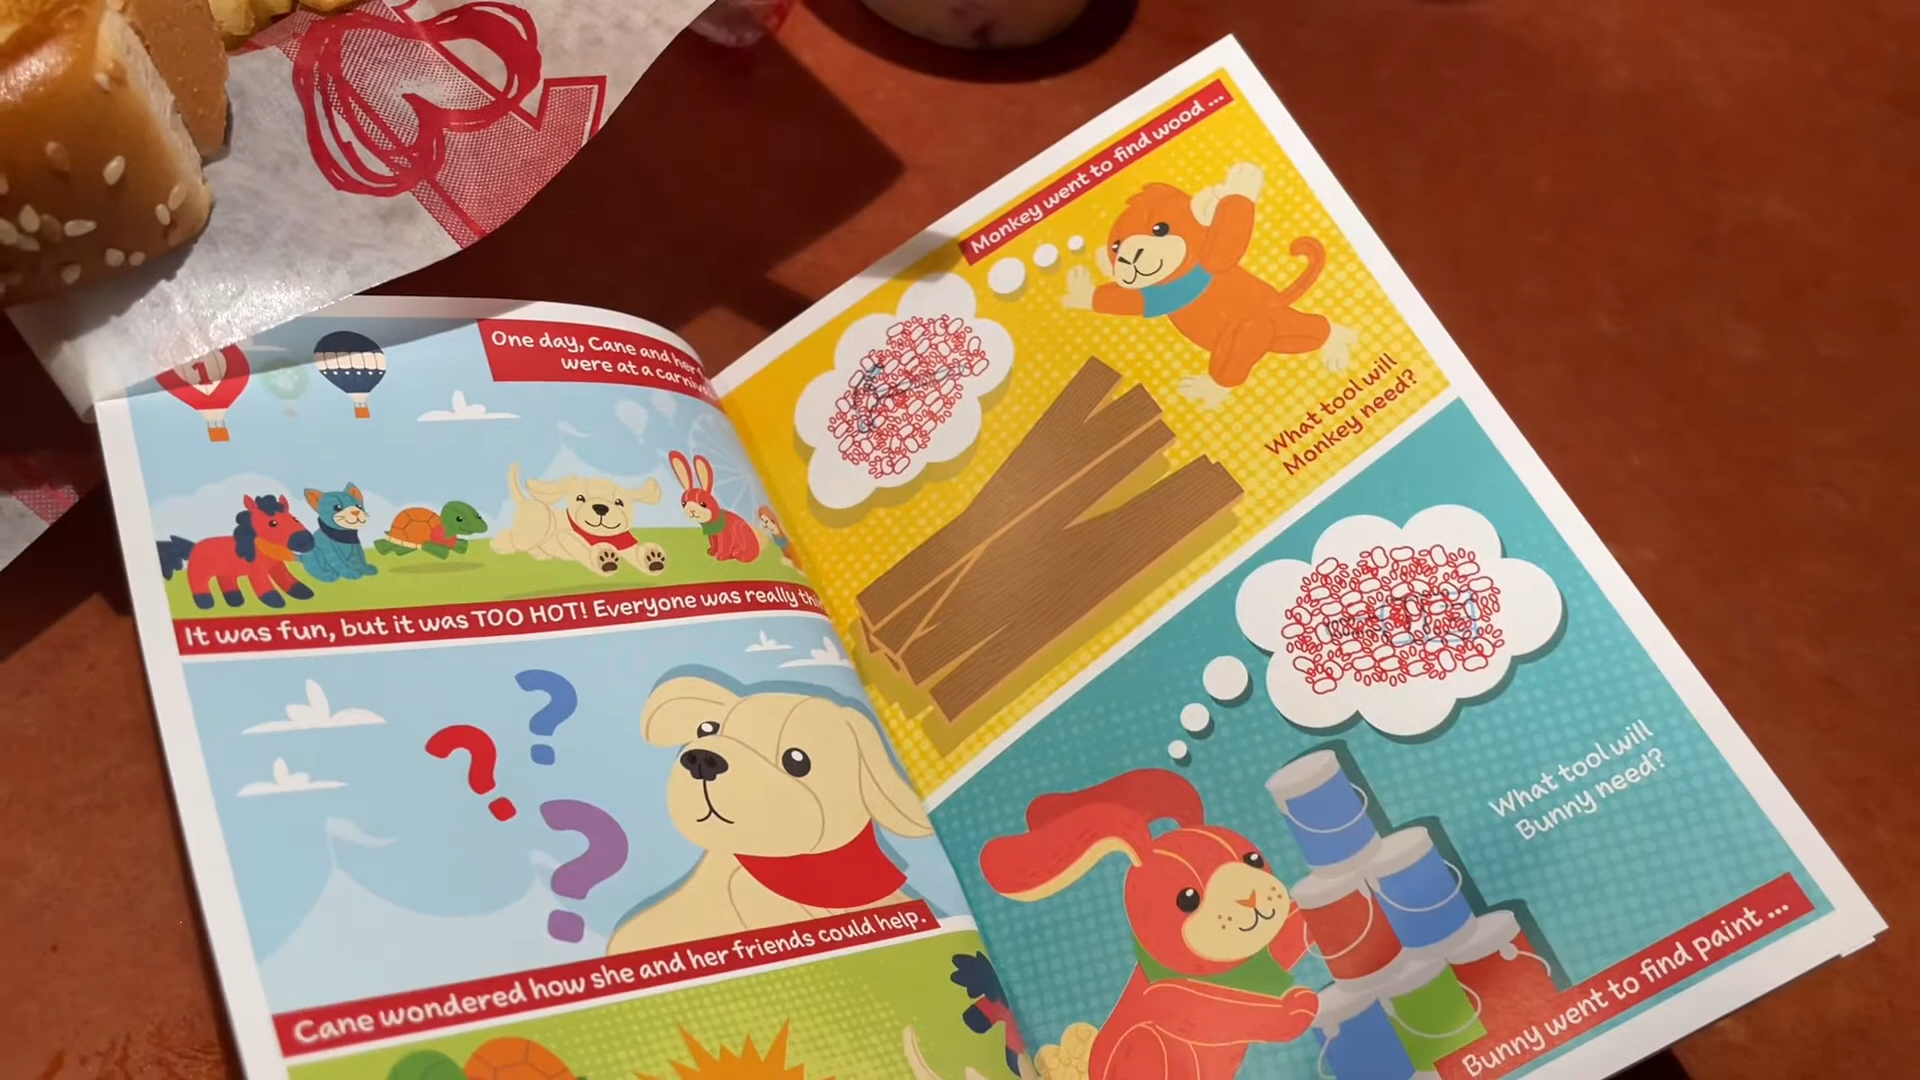 One day, Cane and her
were at a
It was fun, but it was TOO HOT! Everyone was really
Cane wondered how she and her friends could help.
Monkey went to find wood ...
What tool will
Monkey need?
What tool will
Bunny need?
Bunny went to find paint ...
1